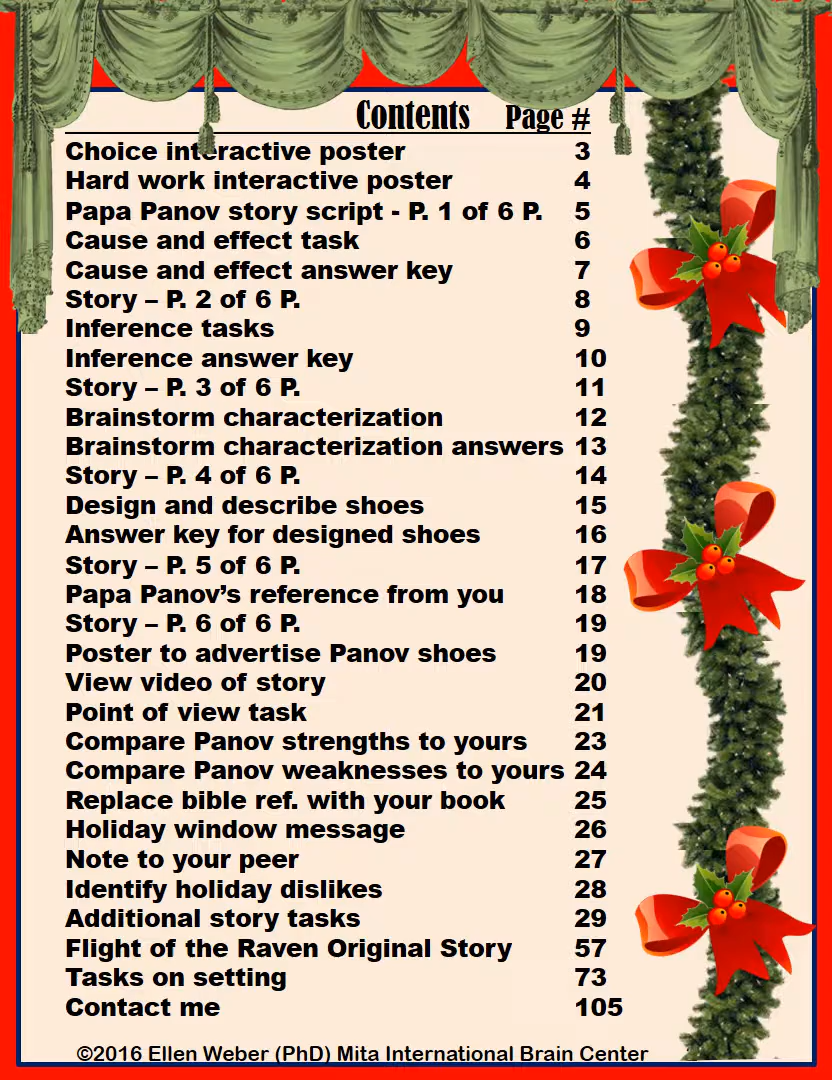 Contents Page #
Choice interactive poster 3
Hard work interactive poster 4
Papa Panov story script - P. 1 of 6 P. 5
Cause and effect task 6
Cause and effect answer key 7
Story – P. 2 of 6 P. 8
Inference tasks 9
Inference answer key 10
Story – P. 3 of 6 P. 11
Brainstorm characterization 12
Brainstorm characterization answers 13
Story – P. 4 of 6 P. 14
Design and describe shoes 15
Answer key for designed shoes 16
Story – P. 5 of 6 P. 17
Papa Panov’s reference from you 18
Story – P. 6 of 6 P. 19
Poster to advertise Panov shoes 19
View video of story 20
Point of view task 21
Compare Panov strengths to yours 23
Compare Panov weaknesses to yours 24
Replace bible ref. with your book 25
Holiday window message 26
Note to your peer 27
Identify holiday dislikes 28
Additional story tasks 29
Flight of the Raven Original Story 57
Tasks on setting 73
Contact me 105
©2016 Ellen Weber (PhD) Mita International Brain Center